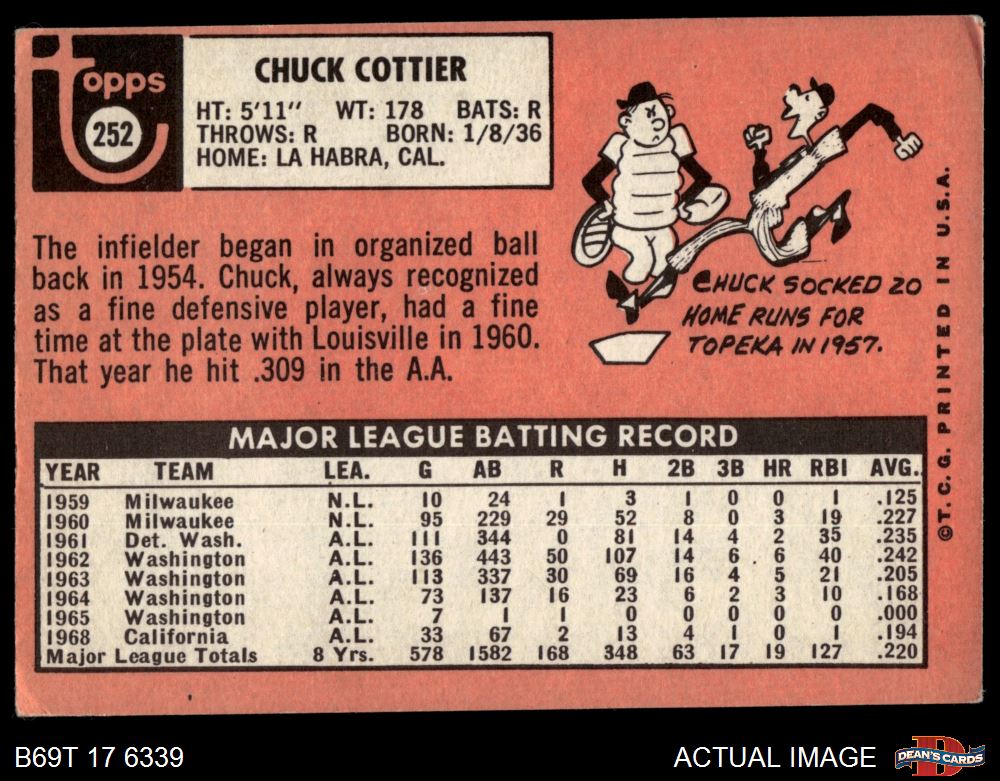 topps
252
CHUCK COTTIER
HT: 5'11" WT: 178 BATS: R
THROWS: R BORN: 1/8/36
HOME: LA HABRA, CAL.
The infielder began in organized ball
back in 1954. Chuck, always recognized
as a fine defensive player, had a fine
time at the plate with Louisville in 1960.
That year he hit .309 in the A.A.
CHUCK SOCKED 20
HOME RUNS FOR
TOPEKA IN 1957.
©T.C.G. PRINTED IN U.S.A.
MAJOR LEAGUE BATTING RECORD
YEAR TEAM LEA. G AB R H 2B 3B HR RBI AVG.
1959 Milwaukee N.L. 10 24 1 3 1 0 0 1 .125
1960 Milwaukee N.L. 95 229 29 52 8 0 3 19 .227
1961 Det. Wash. A.L. 111 344 0 81 14 4 2 35 .235
1962 Washington A.L. 136 443 50 107 14 6 6 40 .242
1963 Washington A.L. 113 337 30 69 16 4 5 21 .205
1964 Washington A.L. 73 137 16 23 6 2 3 10 .168
1965 Washington A.L. 7 1 1 0 0 0 0 0 .000
1968 California A.L. 33 67 2 13 4 1 0 1 .194
Major League Totals 8 Yrs. 578 1582 168 348 63 17 19 127 .220
B69T 17 6339
ACTUAL IMAGE
D
DEAN'S CARDS